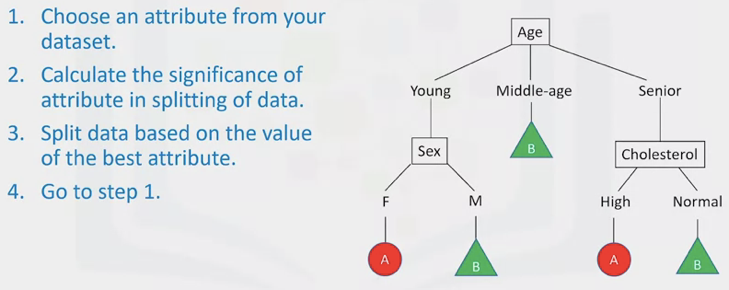 1. Choose an attribute from your
dataset.
2. Calculate the significance of
attribute in splitting of data.
3. Split data based on the value
of the best attribute.
4. Go to step 1.
Age
Young Middle-age Senior
B
Sex Cholesterol
F M High Normal
A B A B